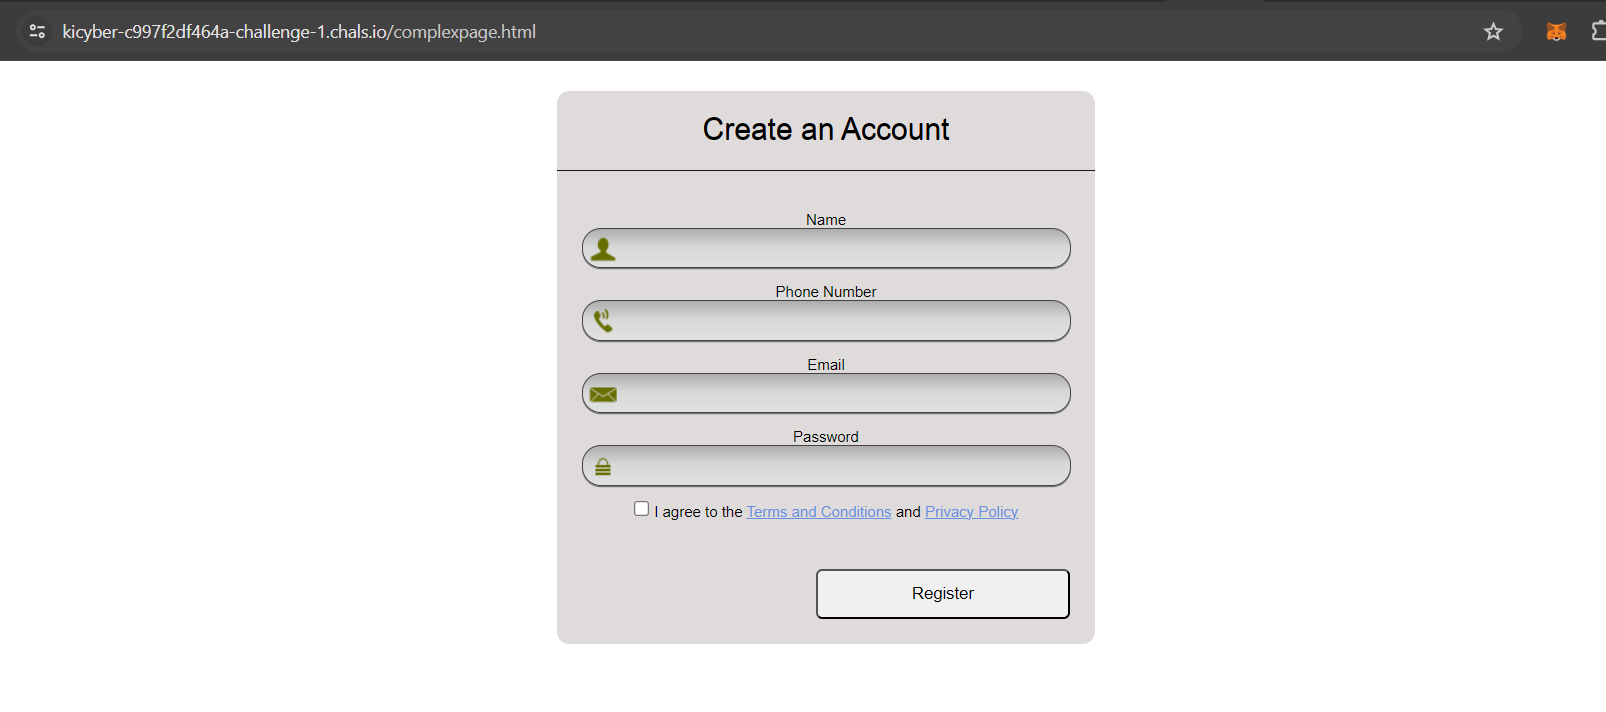 kicyber-c997f2df464a-challenge-1.chals.io/complexpage.html
Create an Account
Name
Phone Number
Email
Password
I agree to the Terms and Conditions and Privacy Policy
Register